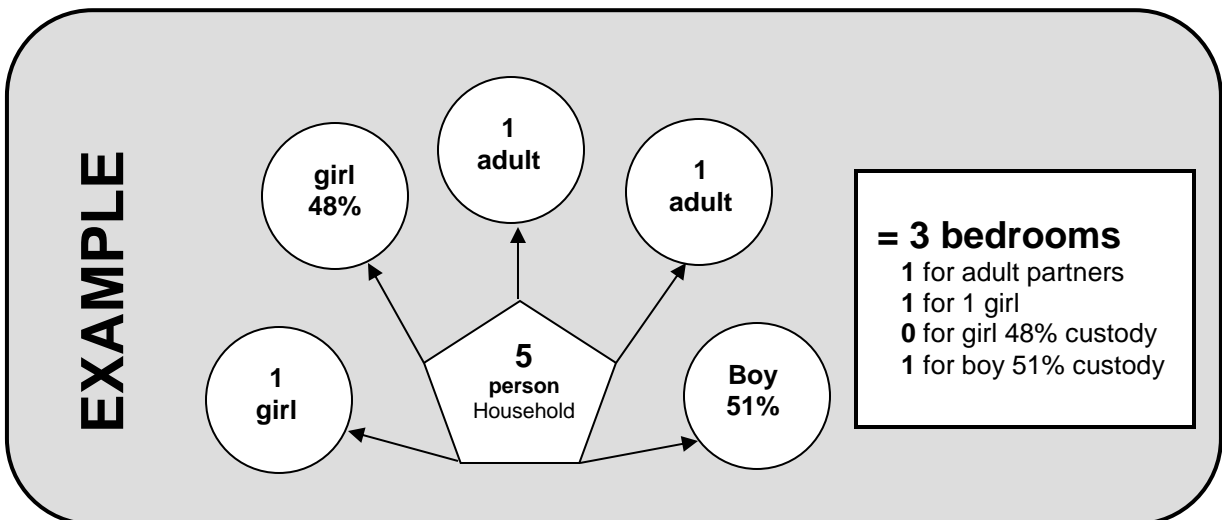 EXAMPLE
girl
48%
1
adult
1
adult
1
girl
5
person
Household
Boy
51%
= 3 bedrooms
1 for adult partners
1 for 1 girl
0 for girl 48% custody
1 for boy 51% custody